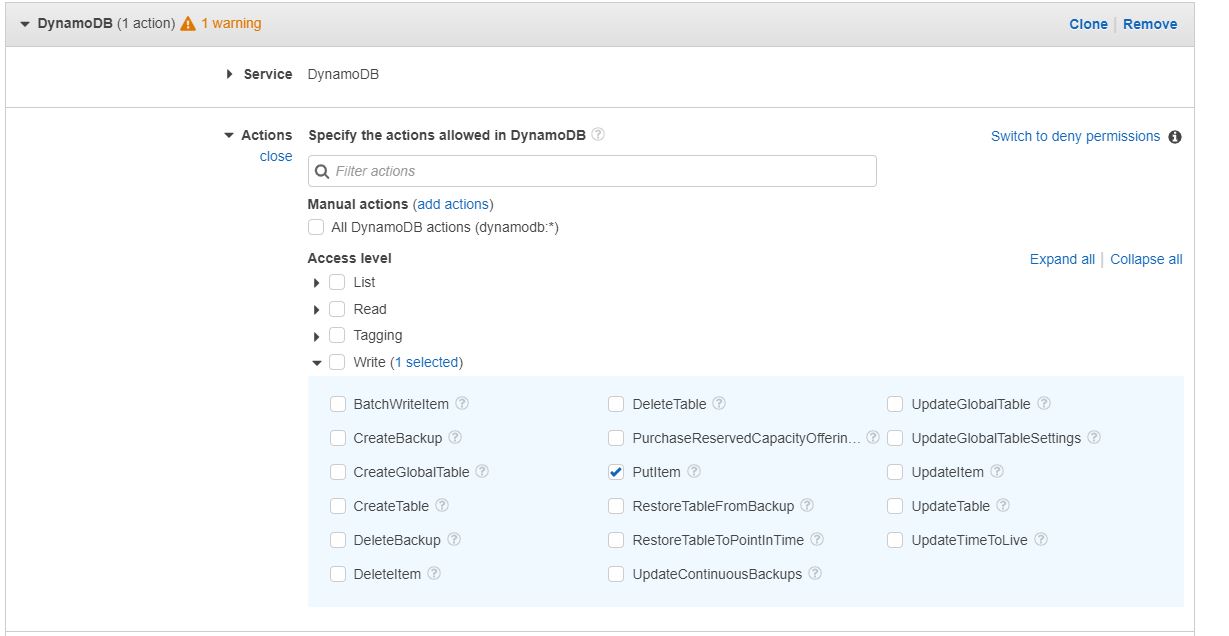 DynamoDB (1 action) 1 warning Clone | Remove
Service DynamoDB
Actions Specify the actions allowed in DynamoDB ? Switch to deny permissions i
close
Filter actions
Manual actions (add actions)
All DynamoDB actions (dynamodb:*)
Access level Expand all | Collapse all
List
Read
Tagging
Write (1 selected)
BatchWriteItem ? DeleteTable ? UpdateGlobalTable ?
CreateBackup ? PurchaseReservedCapacityOfferin... ? UpdateGlobalTableSettings ?
CreateGlobalTable ? PutItem ? UpdateItem ?
CreateTable ? RestoreTableFromBackup ? UpdateTable ?
DeleteBackup ? RestoreTableToPointInTime ? UpdateTimeToLive ?
DeleteItem ? UpdateContinuousBackups ?